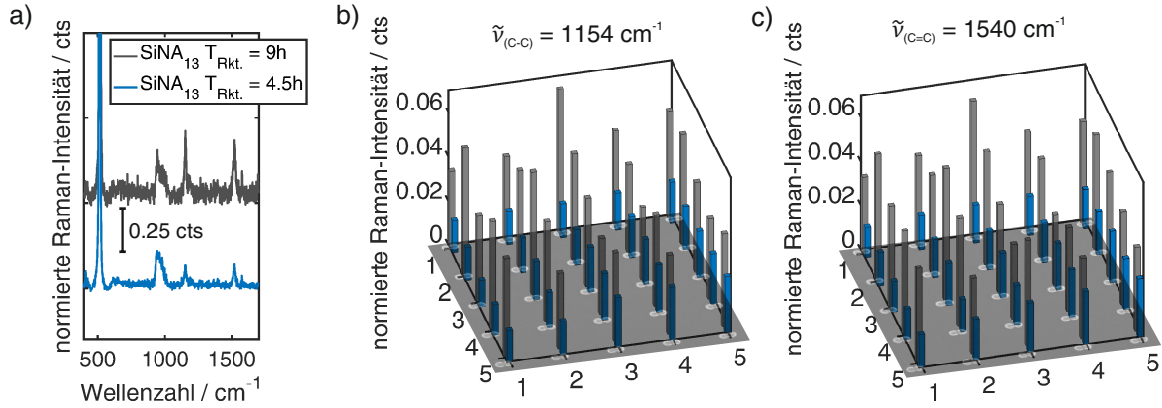 a)
normierte Raman-Intensität / cts
SiNA13 TRkt. = 9h
SiNA13 TRkt. = 4.5h
0.25 cts
500 1000 1500
Wellenzahl / cm-1
b)
ṽ(C-C) = 1154 cm-1
normierte Raman-Intensität / cts
0.06
0.04
0.02
0
1
2
3
4
5
1 2 3 4 5
c)
ṽ(C=C) = 1540 cm-1
normierte Raman-Intensität / cts
0.06
0.04
0.02
0
1
2
3
4
5
1 2 3 4 5